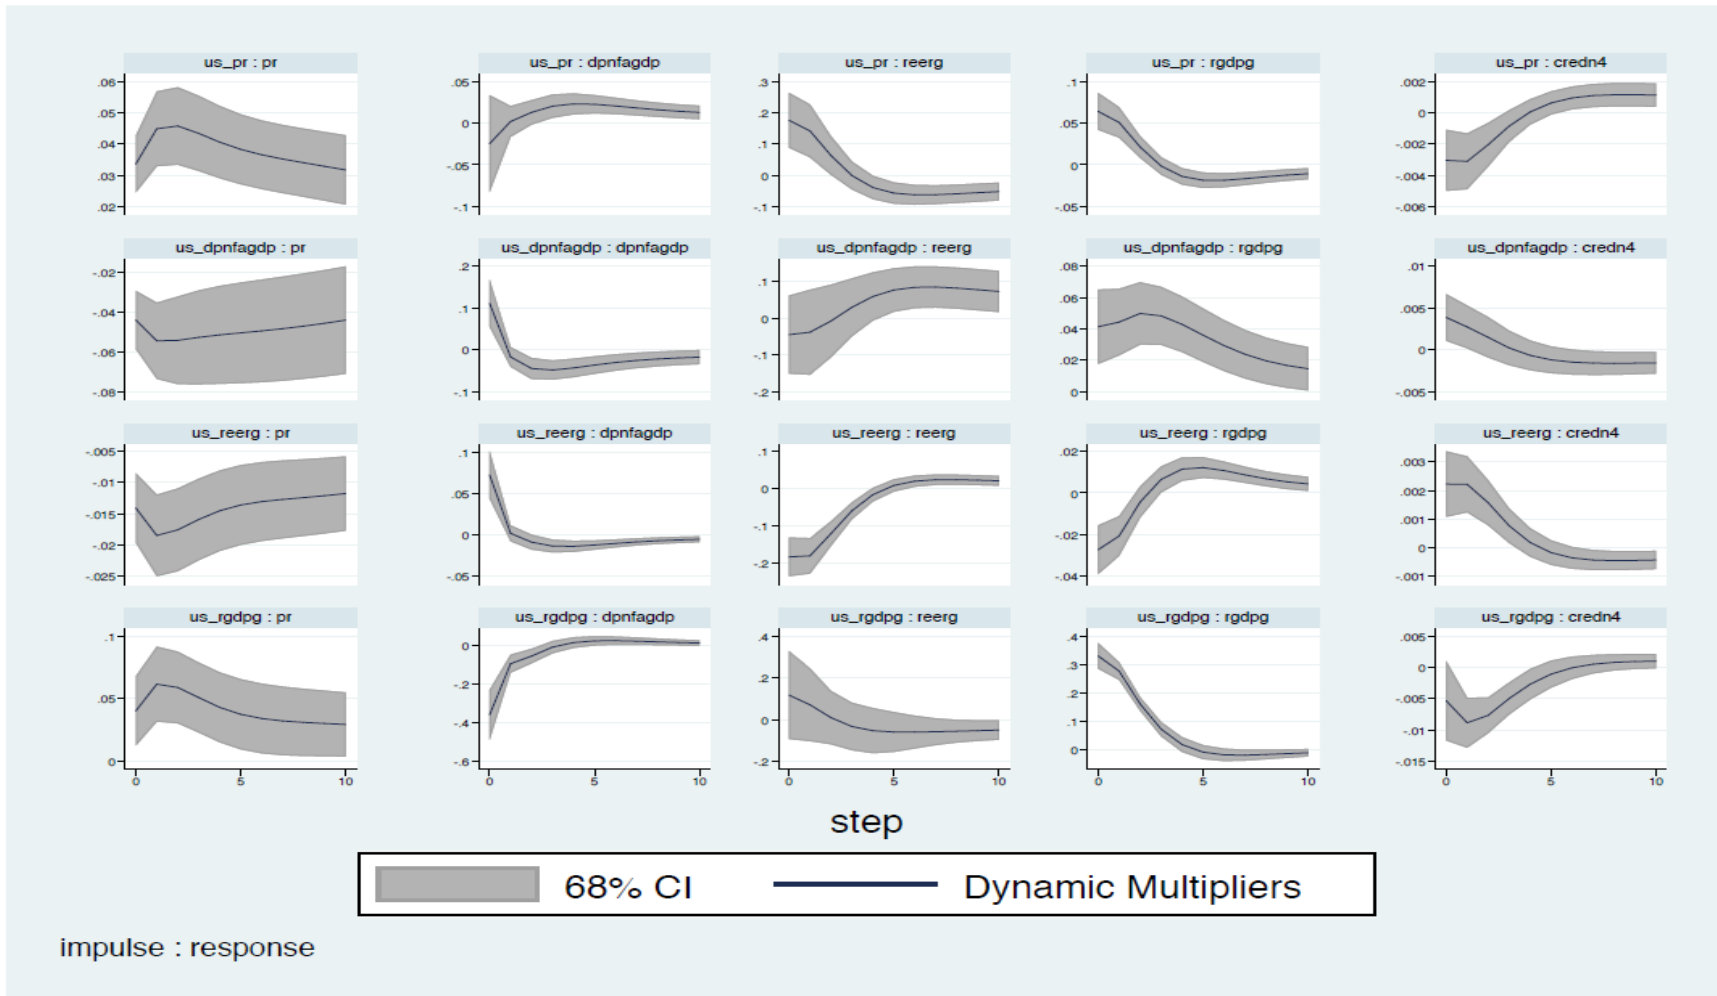 us_pr : pr us_pr : dpnfagdp us_pr : reerg us_pr : rgdpg us_pr : credn4
.06 .05 .3 .1 .002
.05 0 .2 .05 0
.04 -.05 .1 0 -.002
.03 -.1 0 -.05 -.004
.02 -.1 -.006
us_dpnfagdp : pr us_dpnfagdp : dpnfagdp us_dpnfagdp : reerg us_dpnfagdp : rgdpg us_dpnfagdp : credn4
-.02 .2 .1 .08 .01
-.04 .1 0 .06 .005
-.06 0 -.1 .04 0
-.08 -.1 -.2 .02 -.005
0
us_reerg : pr us_reerg : dpnfagdp us_reerg : reerg us_reerg : rgdpg us_reerg : credn4
-.005 .1 .1 .02 .003
-.01 .05 0 0 .002
-.015 0 -.1 -.02 .001
-.02 -.05 -.2 -.04 0
-.025 -.001
us_rgdpg : pr us_rgdpg : dpnfagdp us_rgdpg : reerg us_rgdpg : rgdpg us_rgdpg : credn4
.1 0 .4 .4 .005
.05 -.2 .2 .3 0
0 -.4 0 .2 -.005
-.6 -.2 .1 -.01
0 -.015
0 5 10 0 5 10 0 5 10 0 5 10 0 5 10
step
68% CI Dynamic Multipliers
impulse : response